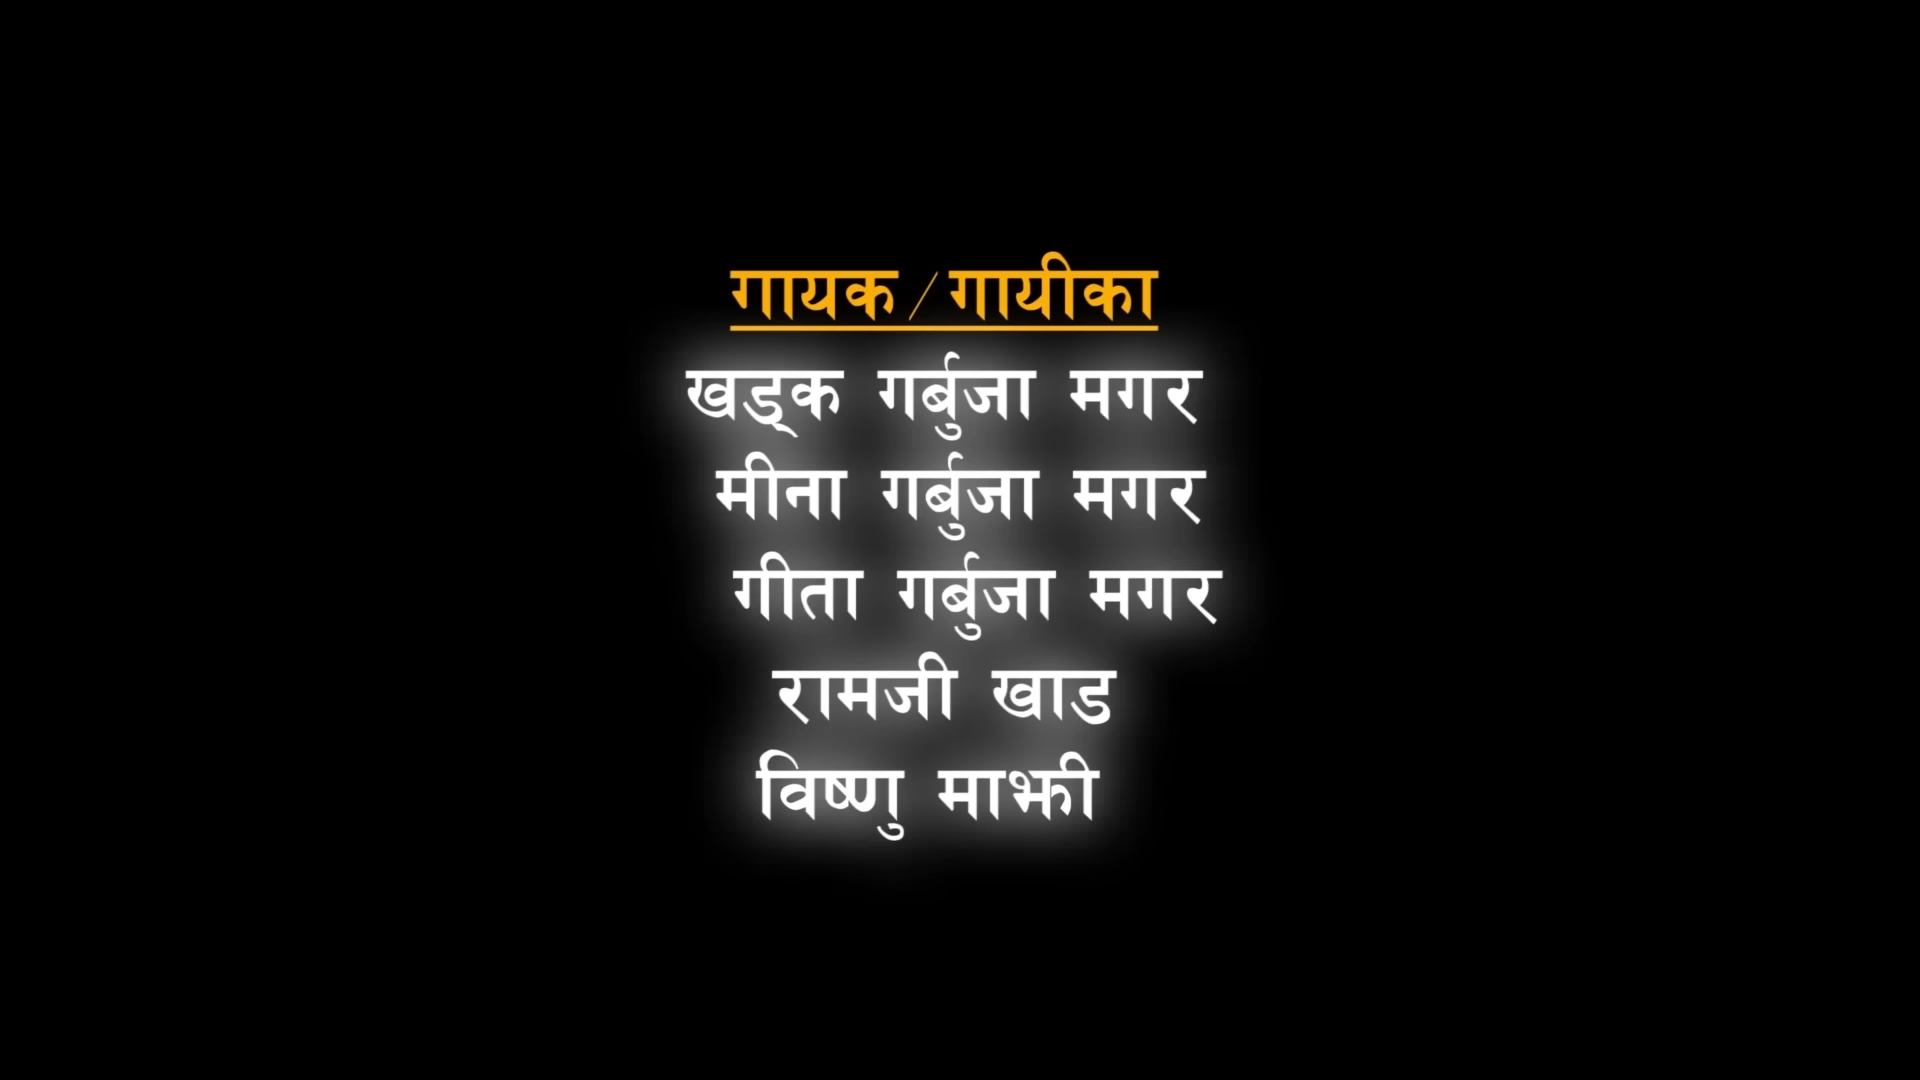 गायक/गायीका
खड्क गर्बुजा मगर
मीना गर्बुजा मगर
गीता गर्बुजा मगर
रामजी खाड
विष्णु माझी